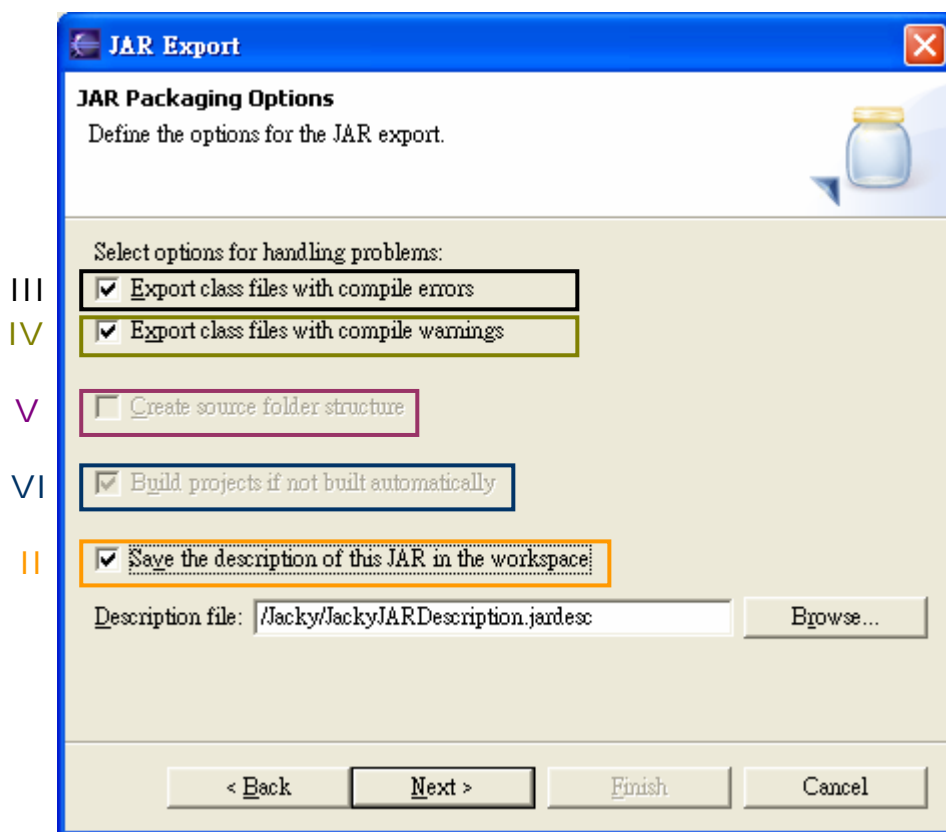 JAR Export
JAR Packaging Options
Define the options for the JAR export.
Select options for handling problems:
III Export class files with compile errors
IV Export class files with compile warnings
V Create source folder structure
VI Build projects if not built automatically
II Save the description of this JAR in the workspace
Description file: /Jacky/JackyJARDescription.jardesc Browse...
< Back Next > Finish Cancel